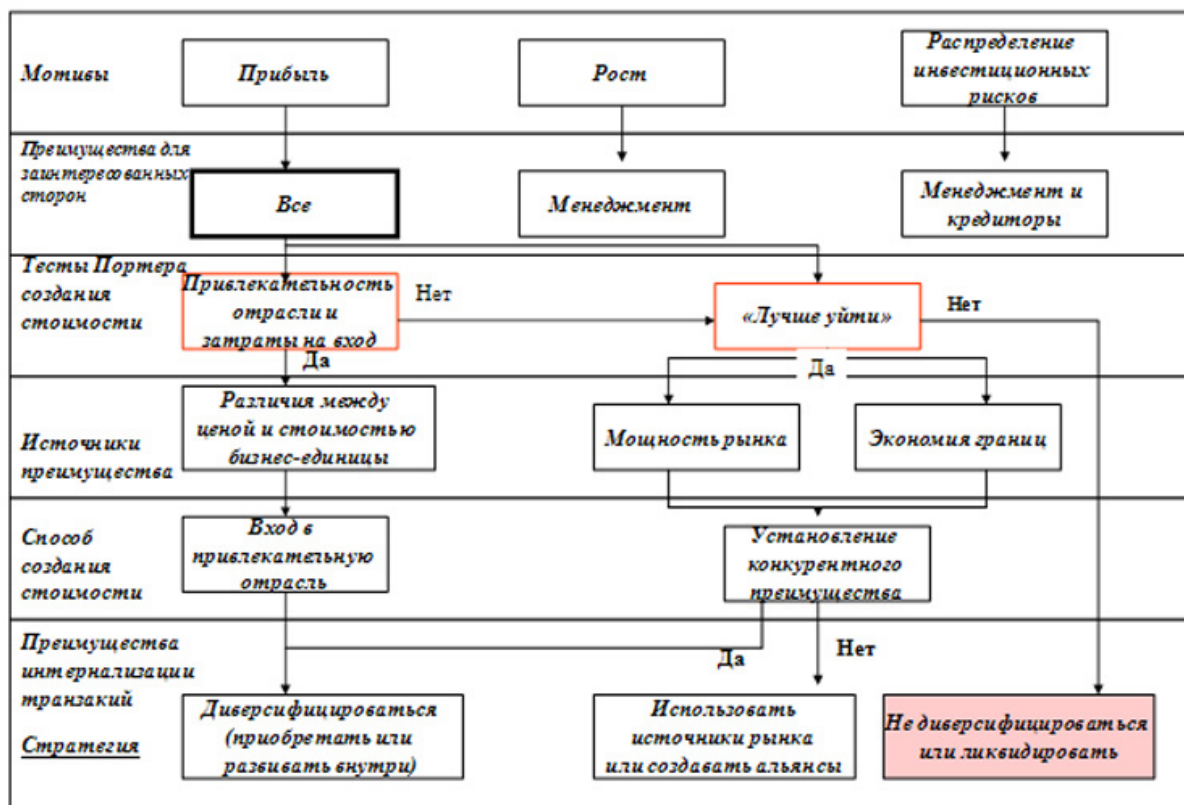 Мотивы
Прибыль
Рост
Распределение
инвестиционных
рисков
Преимущества для
заинтересованных
сторон
Все
Менеджмент
Менеджмент и
кредиторы
Тесты Портера
создания
стоимости
Привлекательность
отрасли и
затраты на вход
Нет
«Лучше уйти»
Нет
Да
Да
Источники
преимущества
Различия между
ценой и стоимостью
бизнес-единицы
Мощность рынка
Экономия границ
Способ
создания
стоимости
Вход в
привлекательную
отрасль
Установление
конкурентного
преимущества
Преимущества
интернализации
транзакий
Да
Нет
Стратегия
Диверсифицироваться
(приобретать или
развивать внутри)
Использовать
источники рынка
или создавать альянсы
Не диверсифицироваться
или ликвидировать